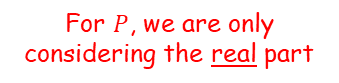 For P, we are only
considering the real part